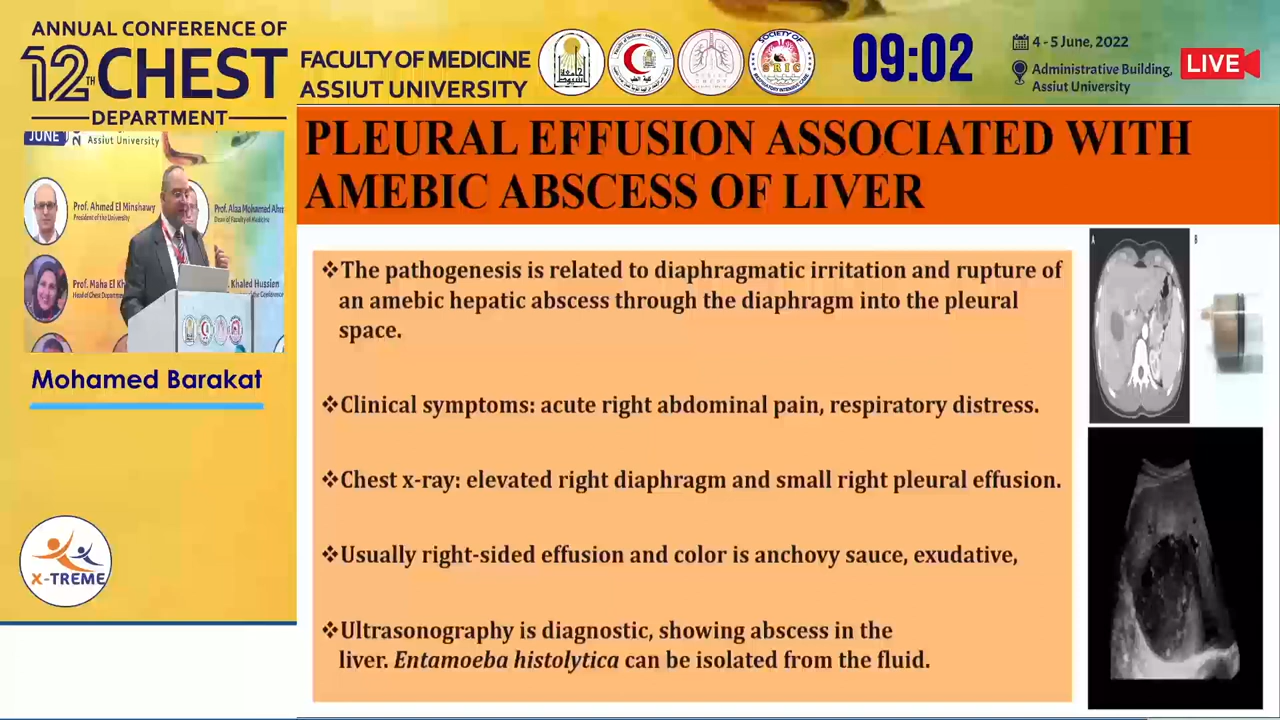 ANNUAL CONFERENCE OF
12TH CHEST
DEPARTMENT
FACULTY OF MEDICINE
ASSIUT UNIVERSITY
09:02
4 - 5 June, 2022
Administrative Building,
Assiut University
LIVE
JUNE
Assiut University
Prof. Ahmed El Minshawy
President of the University
Prof. Alaa Mohamed
Dean of Faculty of Medicine
Prof. Maha El
Head of Chest Department
Khaled Hussien
Mohamed Barakat
X-TREME
PLEURAL EFFUSION ASSOCIATED WITH
AMEBIC ABSCESS OF LIVER
❖The pathogenesis is related to diaphragmatic irritation and rupture of
an amebic hepatic abscess through the diaphragm into the pleural
space.
❖Clinical symptoms: acute right abdominal pain, respiratory distress.
❖Chest x-ray: elevated right diaphragm and small right pleural effusion.
❖Usually right-sided effusion and color is anchovy sauce, exudative,
❖Ultrasonography is diagnostic, showing abscess in the
liver. Entamoeba histolytica can be isolated from the fluid.
A
B